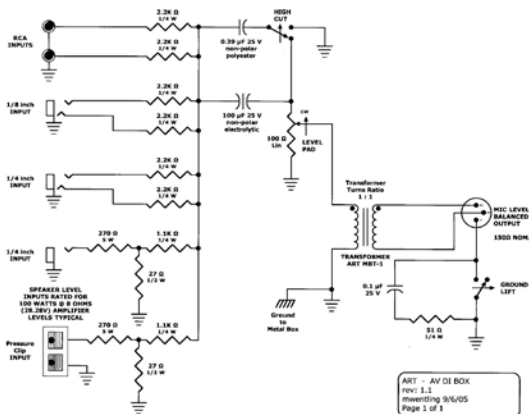 RCA
INPUTS
2.2K Ω
1/4 W
2.2K Ω
1/4 W
0.39 µF 25 V
non-polar
polyester
HIGH
CUT
1/8 inch
INPUT
2.2K Ω
1/4 W
2.2K Ω
1/4 W
100 µF 25 V
non-polar
electrolytic
100 Ω
Lin
CW
LEVEL
PAD
1/4 inch
INPUT
2.2K Ω
1/4 W
2.2K Ω
1/4 W
Transformer
Turns Ratio
1 : 1
TRANSFORMER
ART MBT-1
MIC LEVEL
BALANCED
OUTPUT
150Ω NOM.
1/4 inch
INPUT
270 Ω
5 W
1.1K Ω
1/4 W
27 Ω
1/2 W
SPEAKER LEVEL
INPUTS RATED FOR
100 WATTS @ 8 OHMS
(28.28V) AMPLIFIER
LEVELS TYPICAL
Pressure
Clip
INPUT
270 Ω
5 W
1.1K Ω
1/4 W
27 Ω
1/2 W
Ground
to
Metal Box
0.1 µF
25 V
GROUND
LIFT
51 Ω
1/4 W
ART - AV DI BOX
rev: 1.1
mwentling 9/6/05
Page 1 of 1